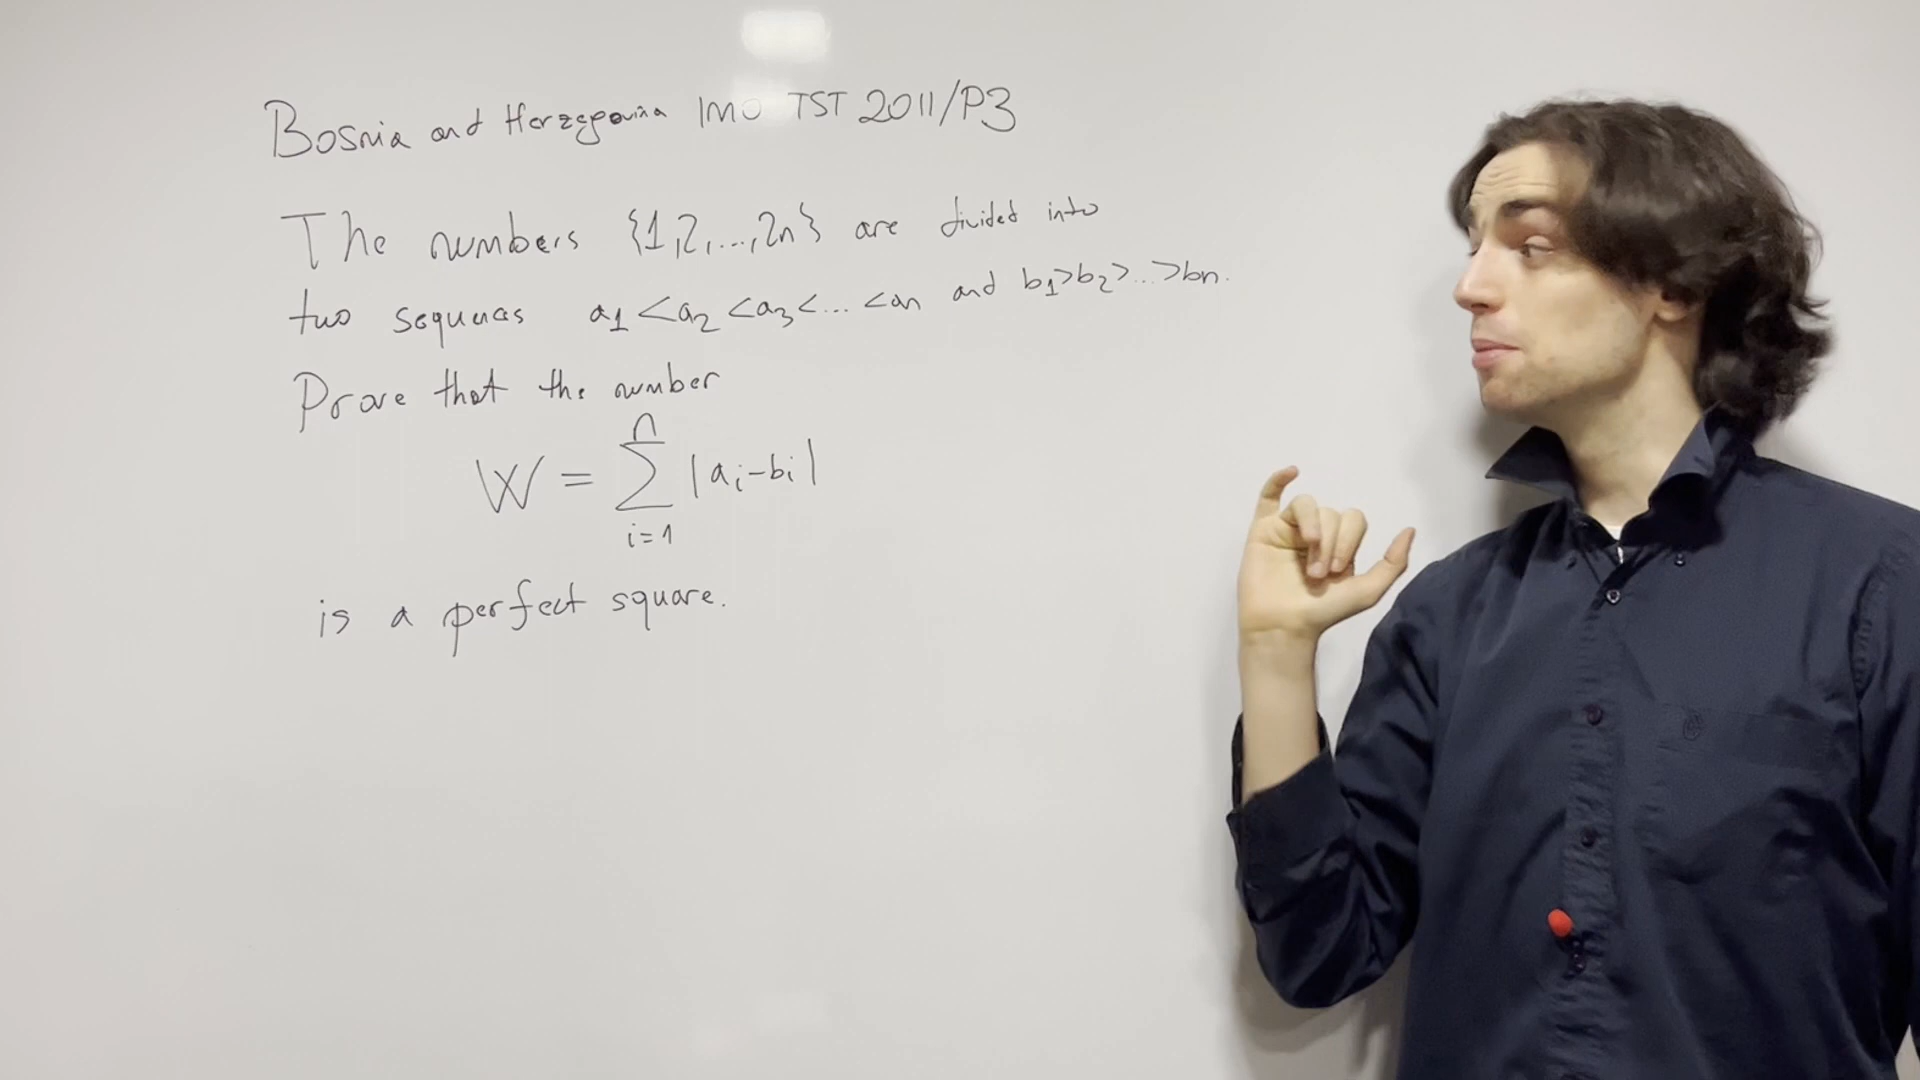 Bosnia and Herzegovina IMO TST 2011/P3
The numbers {1,2,...,2n} are divided into
two sequences a₁<a₂<a₃<...<aₙ and b₁>b₂>...>bₙ.
Prove that the number
W = ∑ᵢ₌₁ⁿ |aᵢ-bᵢ|
is a perfect square.